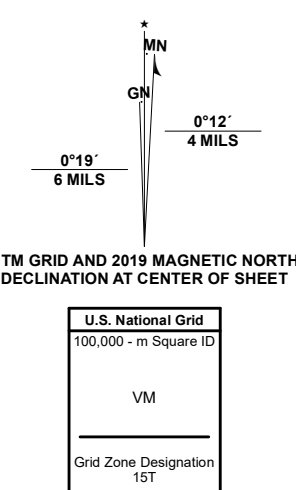 ★
MN
GN
0°12´
4 MILS
0°19´
6 MILS
TM GRID AND 2019 MAGNETIC NORTH
DECLINATION AT CENTER OF SHEET
U.S. National Grid
100,000 - m Square ID
VM
Grid Zone Designation
15T